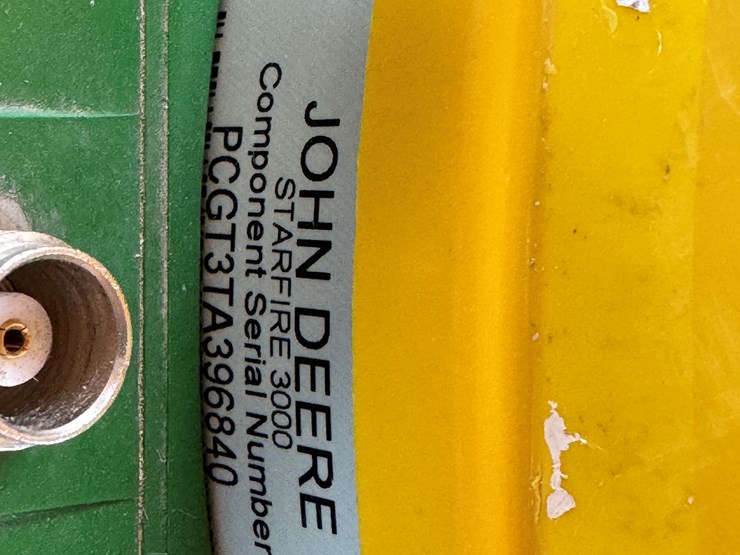 JOHN DEERE
STARFIRE 3000
Component Serial Number
PCGT3TA396840